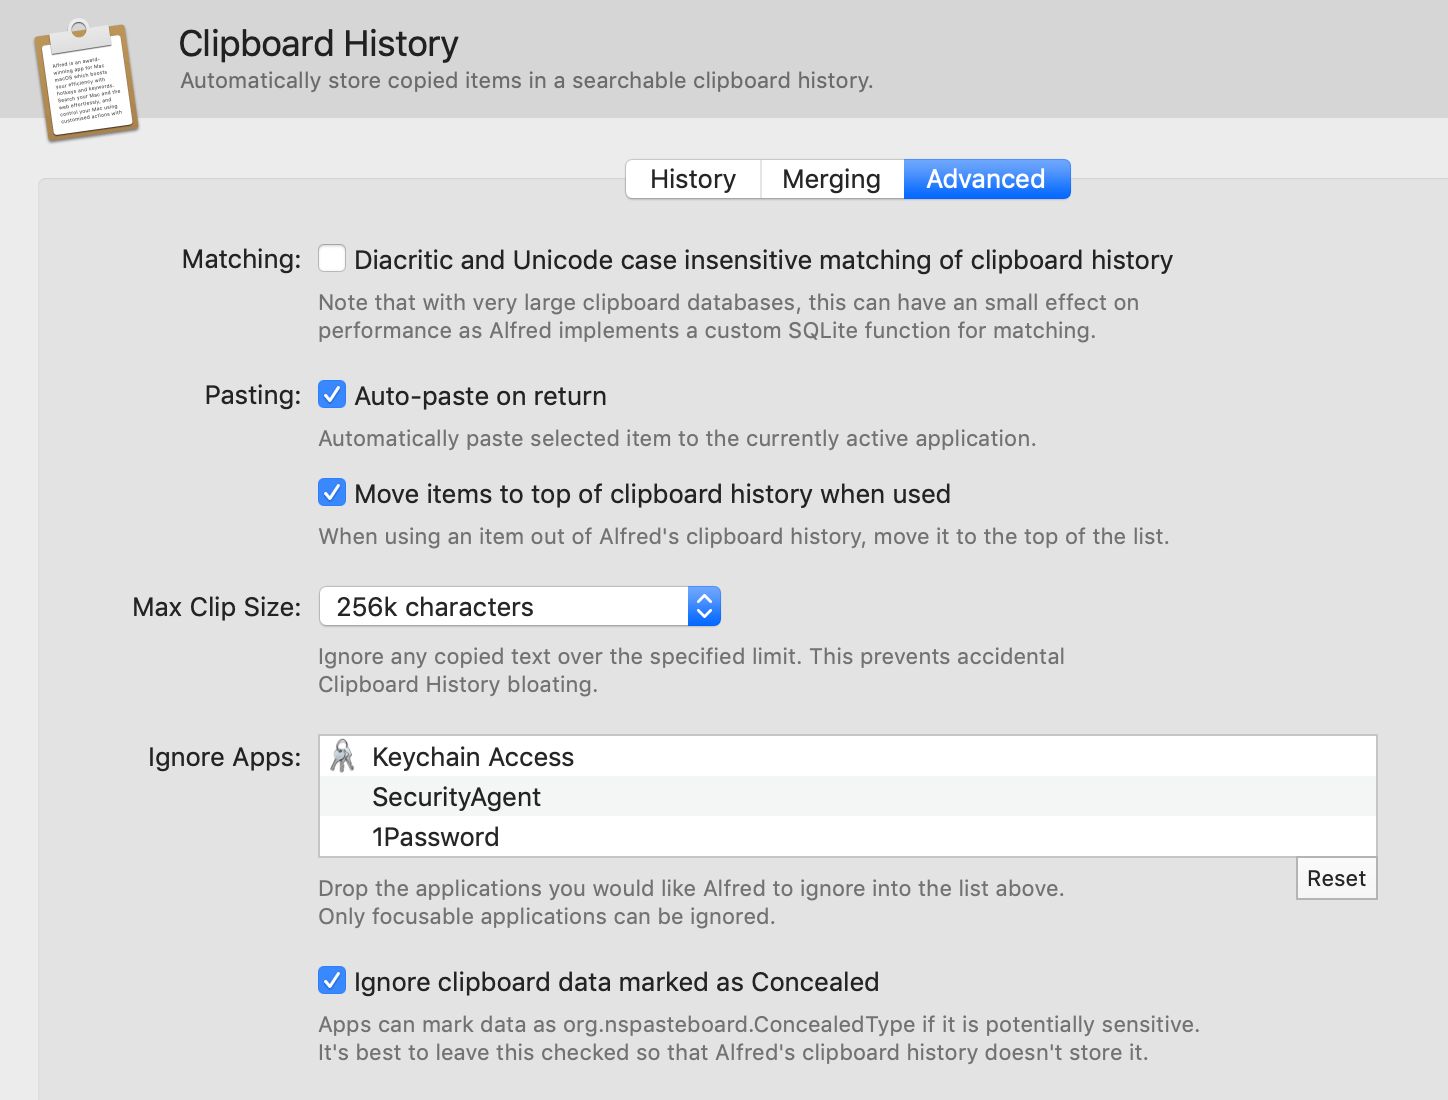 Alfred is an award-
winning app for Mac
macOS which boosts
your efficiency with
hotkeys and keywords.
Search your Mac and the
web effortlessly, and
control your Mac using
customised actions with
Clipboard History
Automatically store copied items in a searchable clipboard history.
History Merging Advanced
Matching: Diacritic and Unicode case insensitive matching of clipboard history
Note that with very large clipboard databases, this can have an small effect on
performance as Alfred implements a custom SQLite function for matching.
Pasting: Auto-paste on return
Automatically paste selected item to the currently active application.
Move items to top of clipboard history when used
When using an item out of Alfred's clipboard history, move it to the top of the list.
Max Clip Size: 256k characters
Ignore any copied text over the specified limit. This prevents accidental
Clipboard History bloating.
Ignore Apps: Keychain Access
SecurityAgent
1Password
Reset
Drop the applications you would like Alfred to ignore into the list above.
Only focusable applications can be ignored.
Ignore clipboard data marked as Concealed
Apps can mark data as org.nspasteboard.ConcealedType if it is potentially sensitive.
It's best to leave this checked so that Alfred's clipboard history doesn't store it.